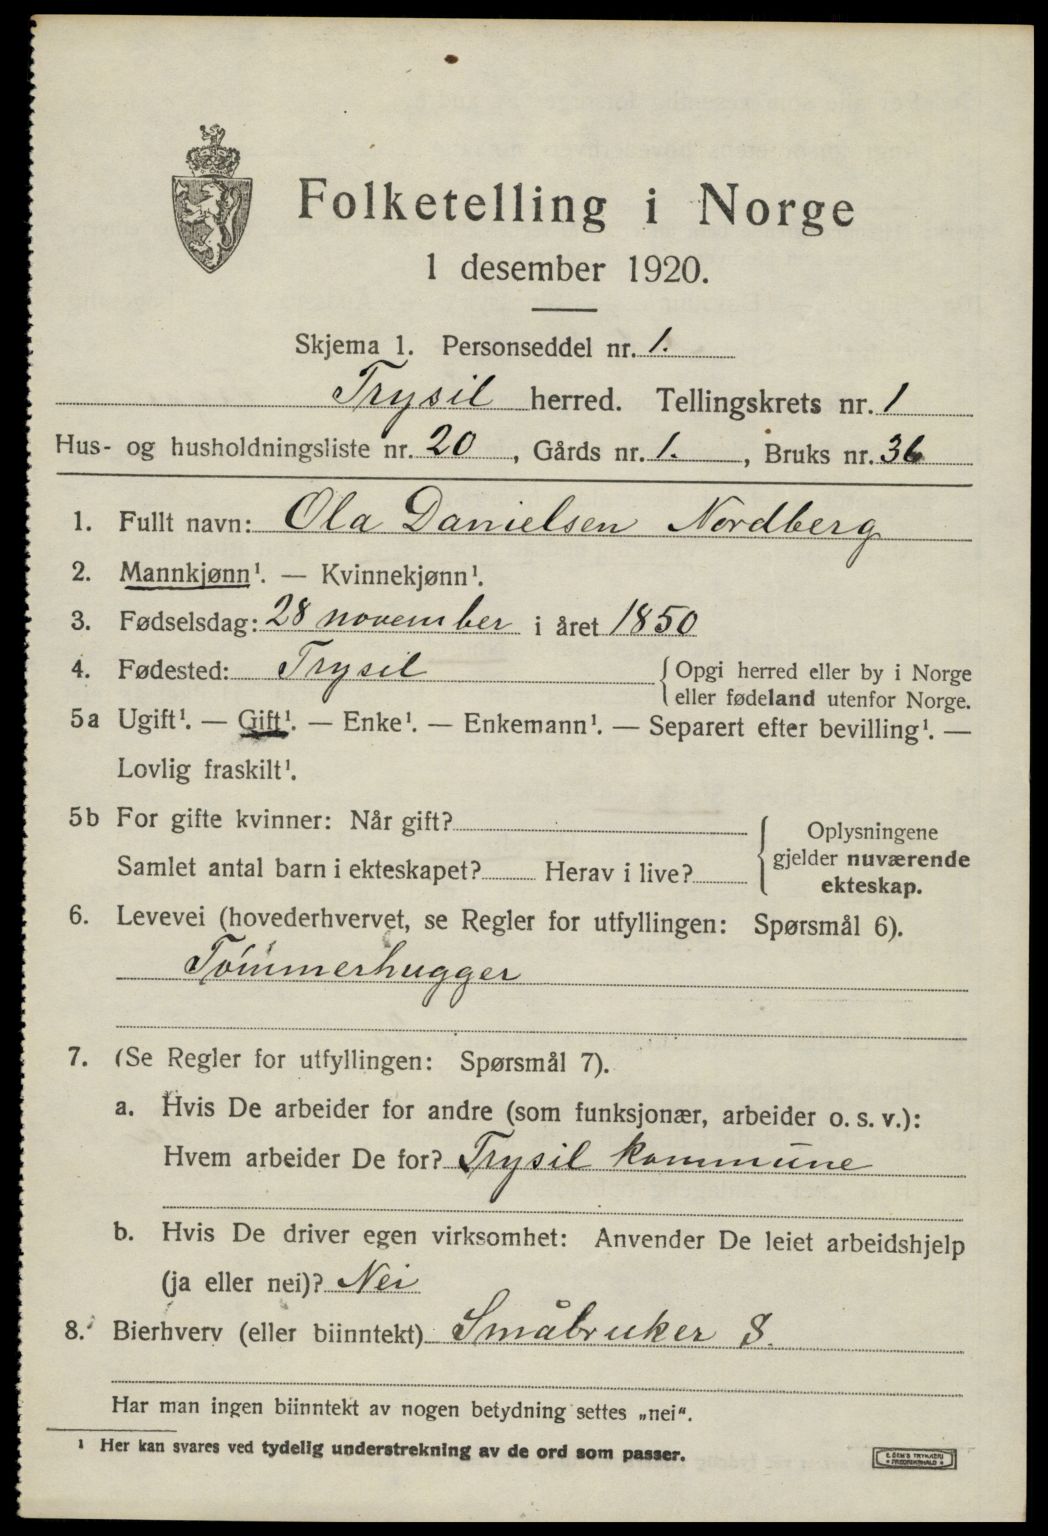 Folketelling i Norge
1 desember 1920.
Skjema 1. Personseddel nr. 1.
Trysil herred. Tellingskrets nr. 1
Hus- og husholdningsliste nr. 20, Gårds nr. 1., Bruks nr. 36
1. Fullt navn: Ola Danielsen Nordberg
2. Mannkjønn¹. — Kvinnekjønn¹.
3. Fødselsdag: 28 november i året 1850
4. Fødested: Trysil { Opgi herred eller by i Norge
eller fødeland utenfor Norge.
5a Ugift¹. — Gift¹. — Enke¹. — Enkemann¹. — Separert efter bevilling¹. —
Lovlig fraskilt¹.
5b For gifte kvinner: Når gift?
Samlet antal barn i ekteskapet? Herav i live?
{ Oplysningene
gjelder nuværende
ekteskap.
6. Levevei (hovederhvervet, se Regler for utfyllingen: Spørsmål 6).
Tømmerhugger
7. (Se Regler for utfyllingen: Spørsmål 7).
a. Hvis De arbeider for andre (som funksjonær, arbeider o. s. v.):
Hvem arbeider De for? Trysil kommune
b. Hvis De driver egen virksomhet: Anvender De leiet arbeidshjelp
(ja eller nei)? Nei
8. Bierhverv (eller biinntekt) Småbruker S.
Har man ingen biinntekt av nogen betydning settes „nei".
¹ Her kan svares ved tydelig understrekning av de ord som passer.